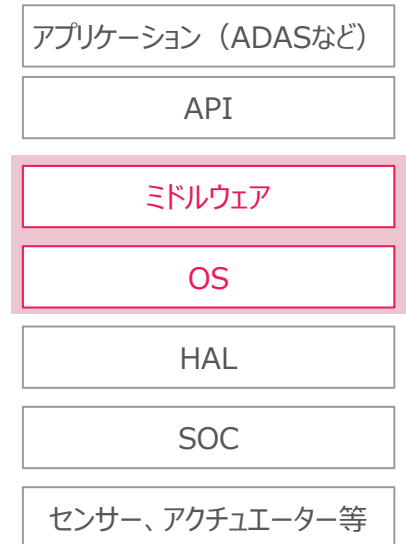 アプリケーション（ADASなど）
API
ミドルウェア
OS
HAL
SOC
センサー、アクチュエーター等